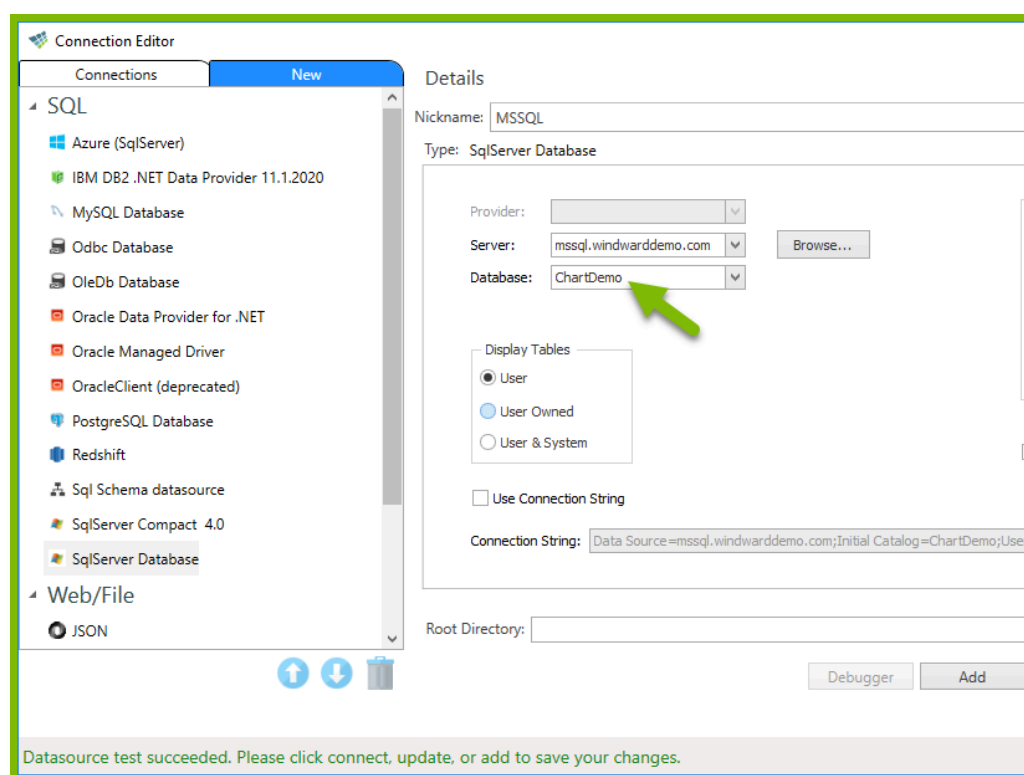 Connection Editor
Connections
New
SQL
Azure (SqlServer)
IBM DB2 .NET Data Provider 11.1.2020
MySQL Database
Odbc Database
OleDb Database
Oracle Data Provider for .NET
Oracle Managed Driver
OracleClient (deprecated)
PostgreSQL Database
Redshift
Sql Schema datasource
SqlServer Compact 4.0
SqlServer Database
Web/File
JSON
Details
Nickname: MSSQL
Type: SqlServer Database
Provider:
Server: mssql.windwarddemo.com Browse...
Database: ChartDemo
Display Tables
User
User Owned
User & System
Use Connection String
Connection String: Data Source=mssql.windwarddemo.com;Initial Catalog=ChartDemo;Use
Root Directory:
Debugger Add
Datasource test succeeded. Please click connect, update, or add to save your changes.